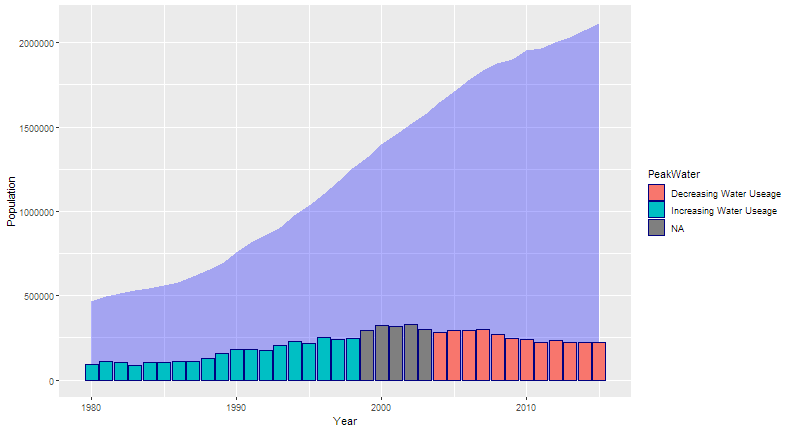 2000000
1500000
1000000
500000
0
Population
1980
1990
2000
2010
Year
PeakWater
Decreasing Water Useage
Increasing Water Useage
NA